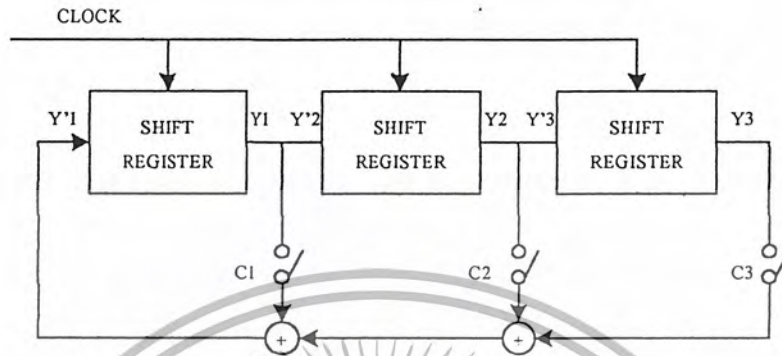 CLOCK
Y'1
SHIFT
REGISTER
Y1
Y'2
SHIFT
REGISTER
Y2
Y'3
SHIFT
REGISTER
Y3
C1
C2
C3
+
+